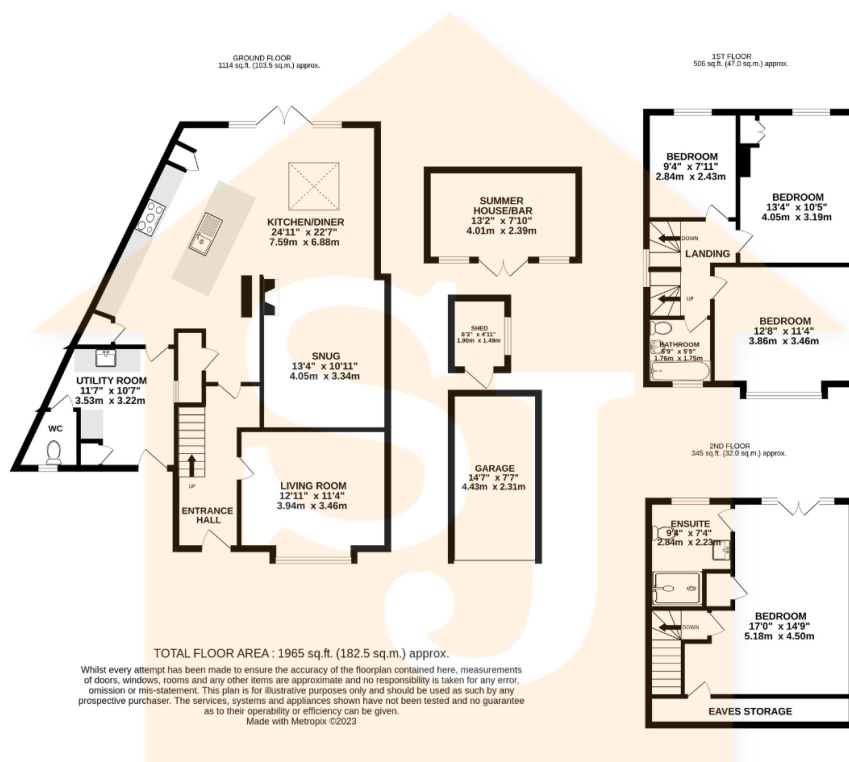 GROUND FLOOR
1114 sq.ft. (103.5 sq.m.) approx.
KITCHEN/DINER
24'11" x 22'7"
7.59m x 6.88m
SNUG
13'4" x 10'11"
4.05m x 3.34m
UTILITY ROOM
11'7" x 10'7"
3.53m x 3.22m
WC
UP
ENTRANCE
HALL
LIVING ROOM
12'11" x 11'4"
3.94m x 3.46m
SUMMER
HOUSE/BAR
13'2" x 7'10"
4.01m x 2.39m
SHED
6'3" x 4'11"
1.90m x 1.49m
GARAGE
14'7" x 7'7"
4.43m x 2.31m
1ST FLOOR
506 sq.ft. (47.0 sq.m.) approx.
BEDROOM
9'4" x 7'11"
2.84m x 2.43m
BEDROOM
13'4" x 10'5"
4.05m x 3.19m
DOWN
LANDING
UP
BEDROOM
12'8" x 11'4"
3.86m x 3.46m
BATHROOM
5'9" x 5'9"
1.76m x 1.75m
2ND FLOOR
345 sq.ft. (32.0 sq.m.) approx.
ENSUITE
9'4" x 7'4"
2.84m x 2.23m
BEDROOM
17'0" x 14'9"
5.18m x 4.50m
DOWN
EAVES STORAGE
SJ
TOTAL FLOOR AREA : 1965 sq.ft. (182.5 sq.m.) approx.
Whilst every attempt has been made to ensure the accuracy of the floorplan contained here, measurements
of doors, windows, rooms and any other items are approximate and no responsibility is taken for any error,
omission or mis-statement. This plan is for illustrative purposes only and should be used as such by any
prospective purchaser. The services, systems and appliances shown have not been tested and no guarantee
as to their operability or efficiency can be given.
Made with Metropix ©2023